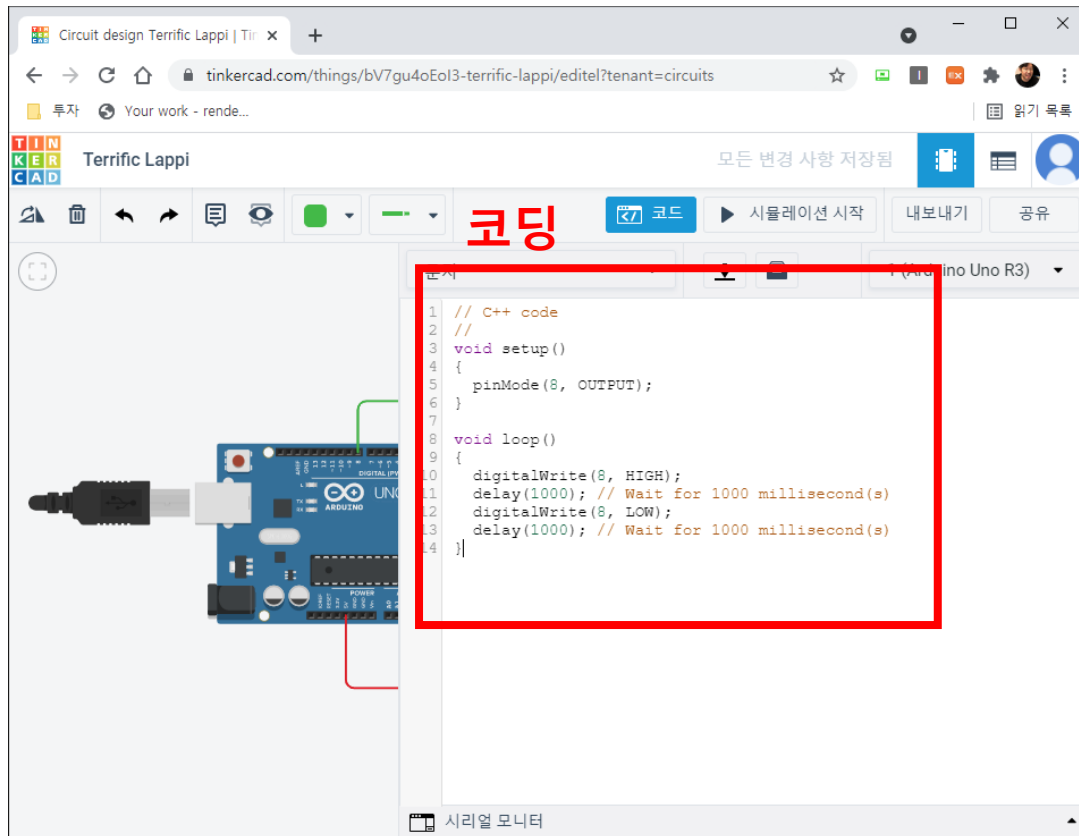 Circuit design Terrific Lappi | Tin
tinkercad.com/things/bV7gu4oEoI3-terrific-lappi/editel?tenant=circuits
투자
Your work - rende...
읽기 목록
TIN
KER
CAD
Terrific Lappi
모든 변경 사항 저장됨
코드
시뮬레이션 시작
내보내기
공유
코딩
문자
1 (Arduino Uno R3)
1 // C++ code
2 //
3 void setup()
4 {
5   pinMode(8, OUTPUT);
6 }
7
8 void loop()
9 {
10   digitalWrite(8, HIGH);
11   delay(1000); // Wait for 1000 millisecond(s)
12   digitalWrite(8, LOW);
13   delay(1000); // Wait for 1000 millisecond(s)
14 }
DIGITAL (PW
UNO
ARDUINO
POWER
시리얼 모니터